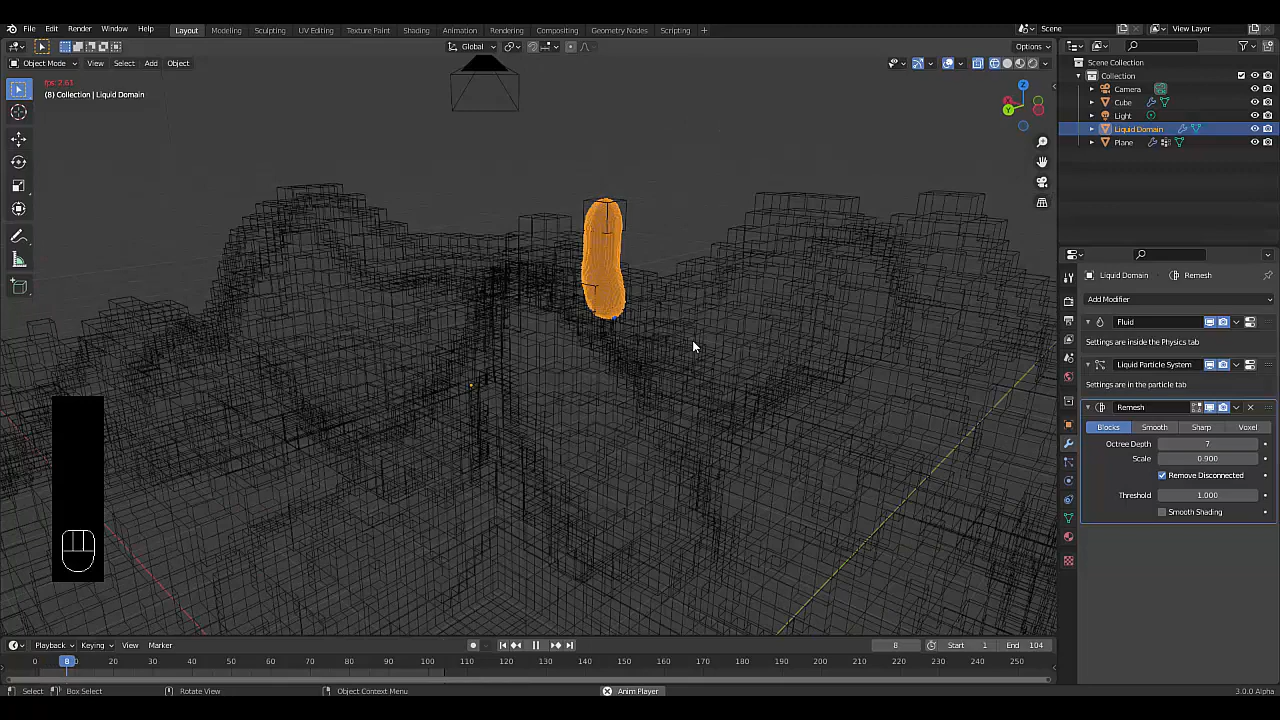 File Edit Render Window Help Layout Modeling Sculpting UV Editing Texture Paint Shading Animation Rendering Compositing Geometry Nodes Scripting + Scene View Layer
Global Options
Object Mode View Select Add Object
fps: 2.61
(8) Collection | Liquid Domain
Z
Y
Scene Collection
Collection
Camera
Cube
Light
Liquid Domain
Plane
Liquid Domain Remesh
Add Modifier
Fluid
Settings are inside the Physics tab
Liquid Particle System
Settings are in the particle tab
Remesh
Blocks Smooth Sharp Voxel
Octree Depth 7
Scale 0.900
Remove Disconnected
Threshold 1.000
Smooth Shading
Playback Keying View Marker 8 Start 1 End 104
0 8 20 30 40 50 60 70 80 90 100 110 120 130 140 150 160 170 180 190 200 210 220 230 240 250
Select Box Select Rotate View Object Context Menu Anim Player 3.0.0 Alpha